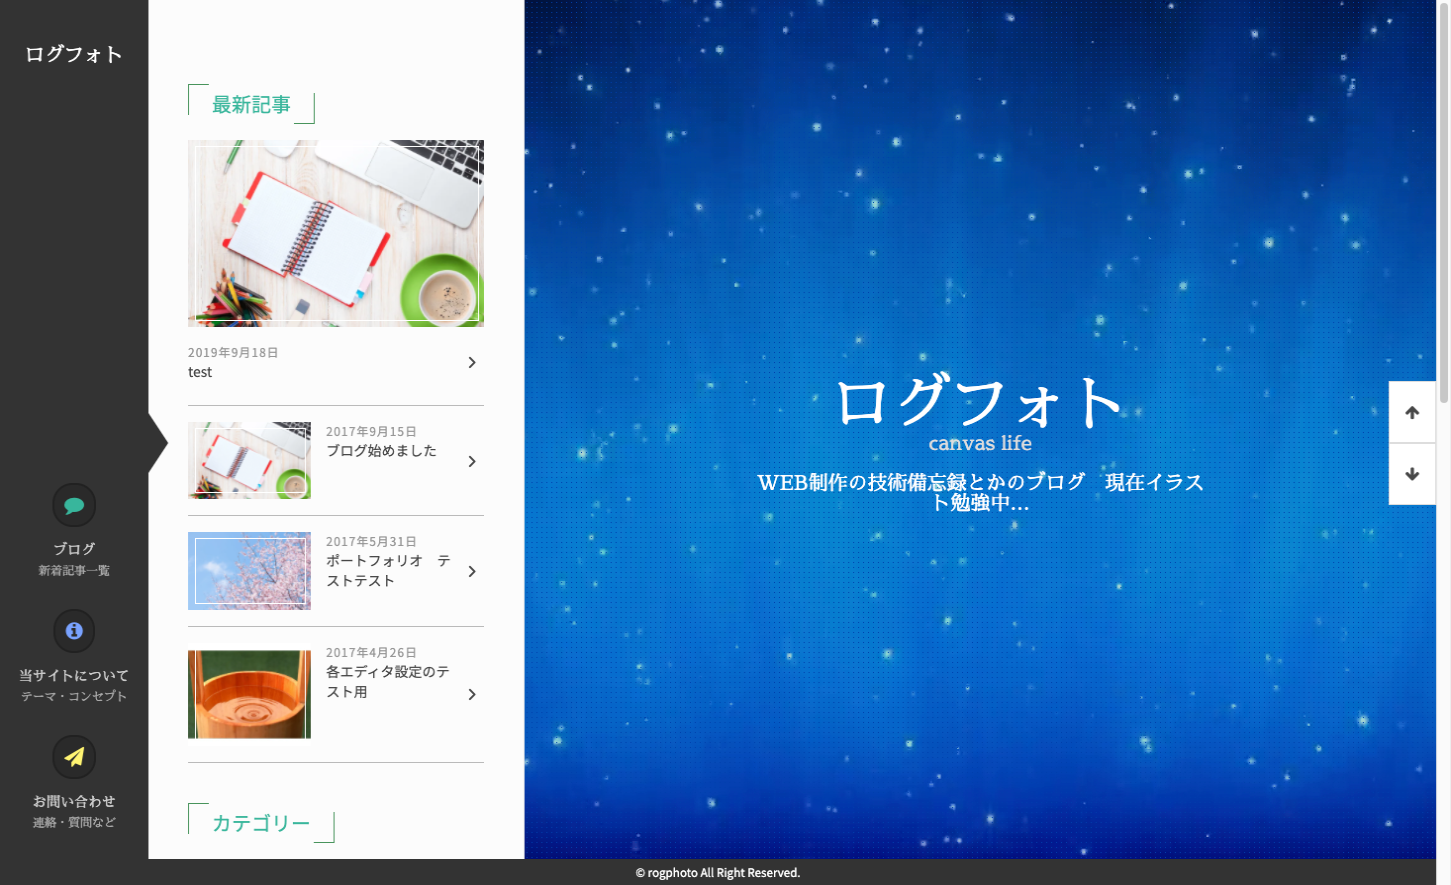 ログフォト
ブログ
新着記事一覧
当サイトについて
テーマ・コンセプト
お問い合わせ
連絡・質問など
最新記事
2019年9月18日
test
2017年9月15日
ブログ始めました
2017年5月31日
ポートフォリオ　テ
ストテスト
2017年4月26日
各エディタ設定のテ
スト用
カテゴリー
ログフォト
canvas life
WEB制作の技術備忘録とかのブログ　現在イラス
ト勉強中…
© rogphoto All Right Reserved.